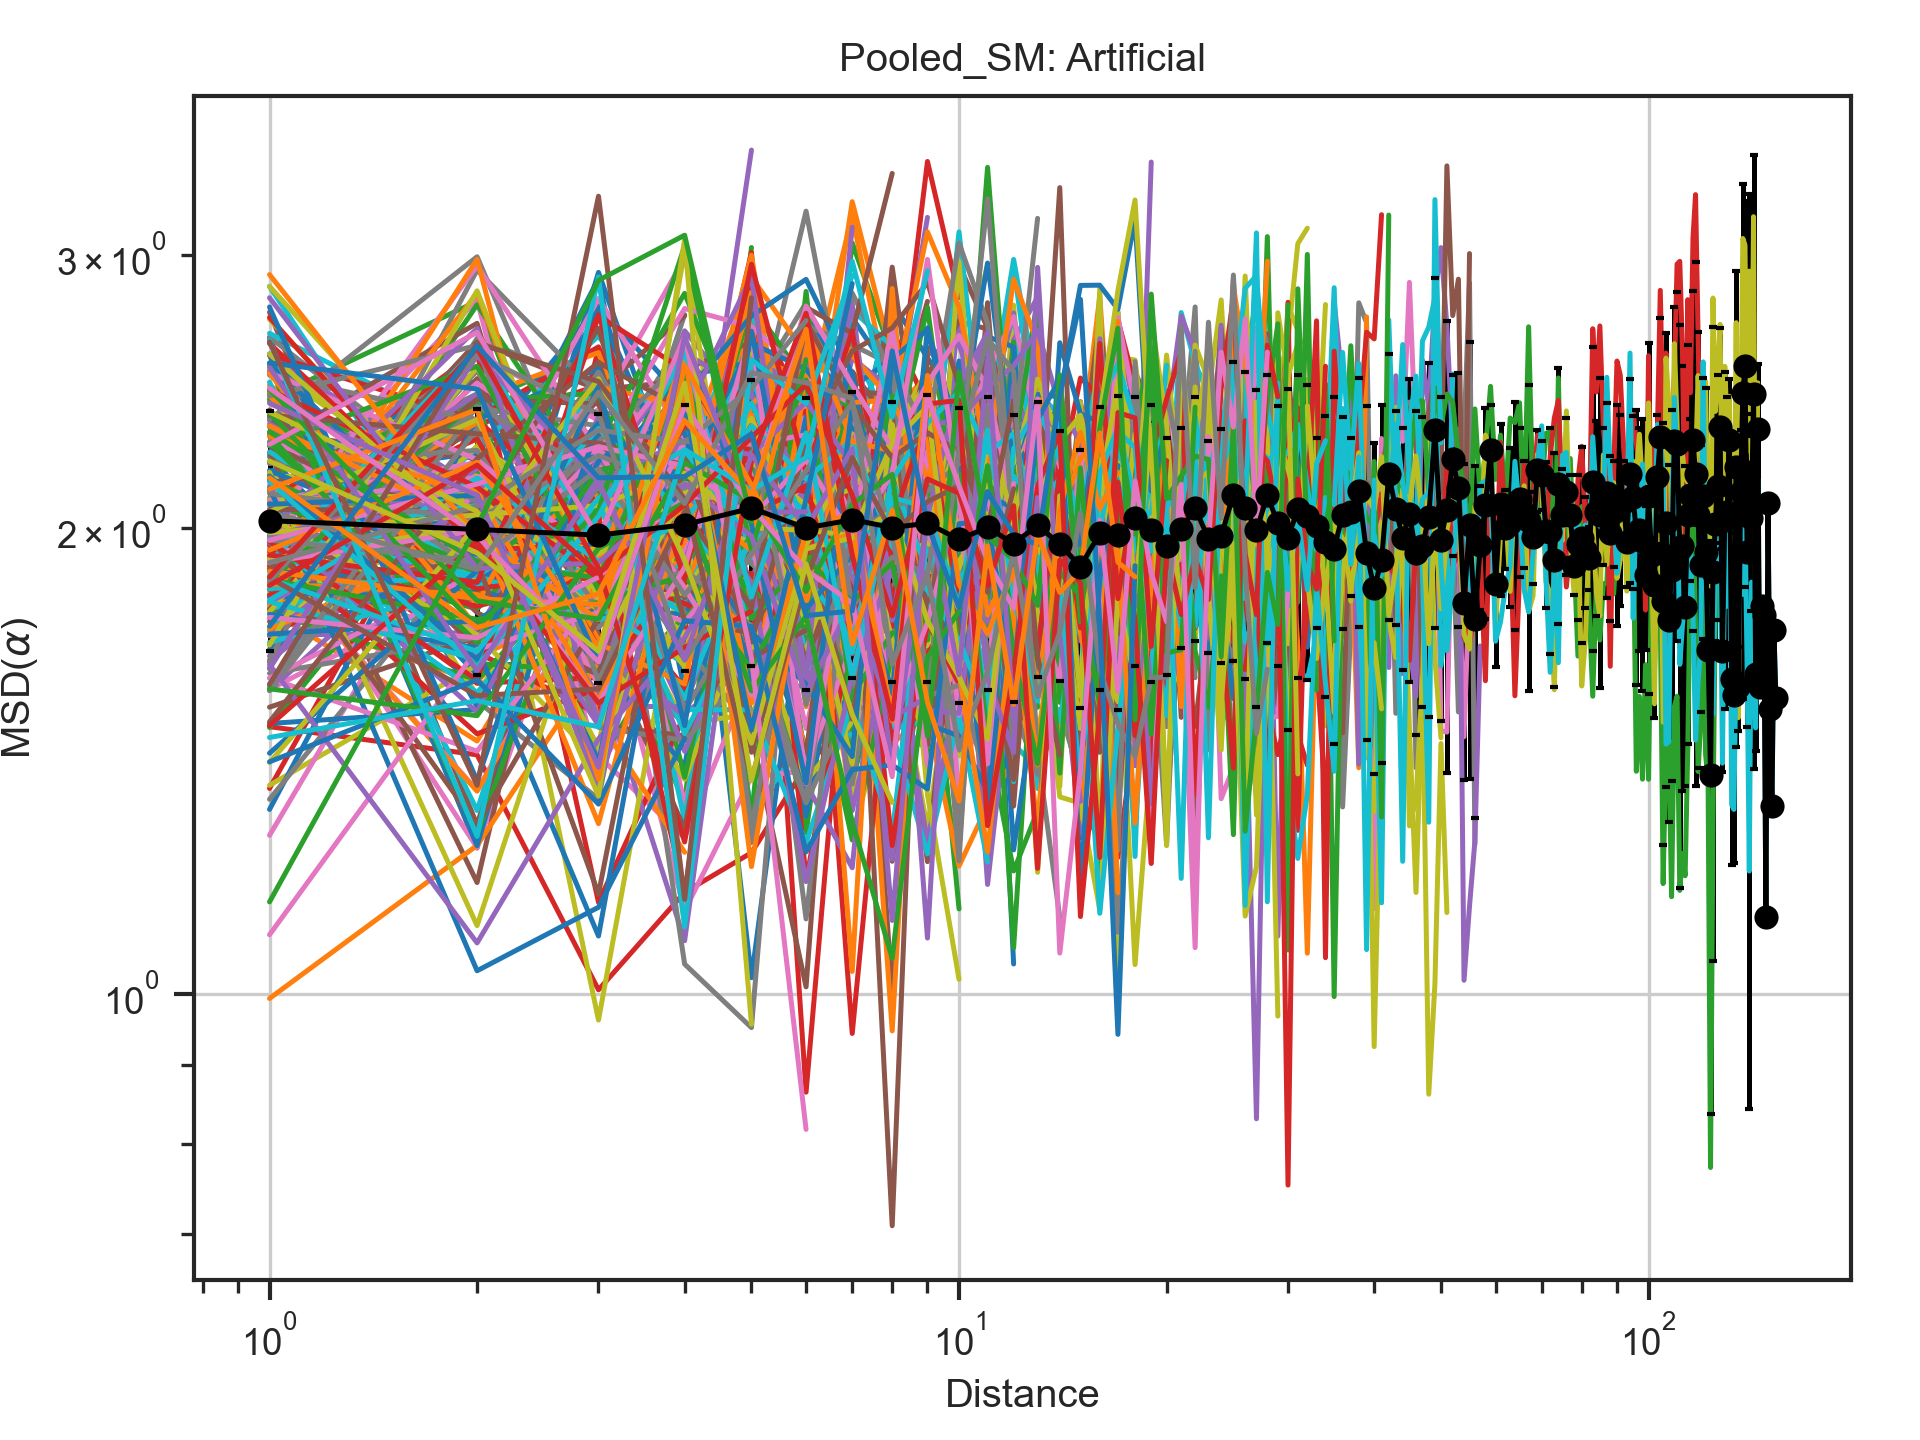 Pooled_SM: Artificial
MSD(α)
3 × 10⁰
2 × 10⁰
10⁰
10⁰
10¹
10²
Distance